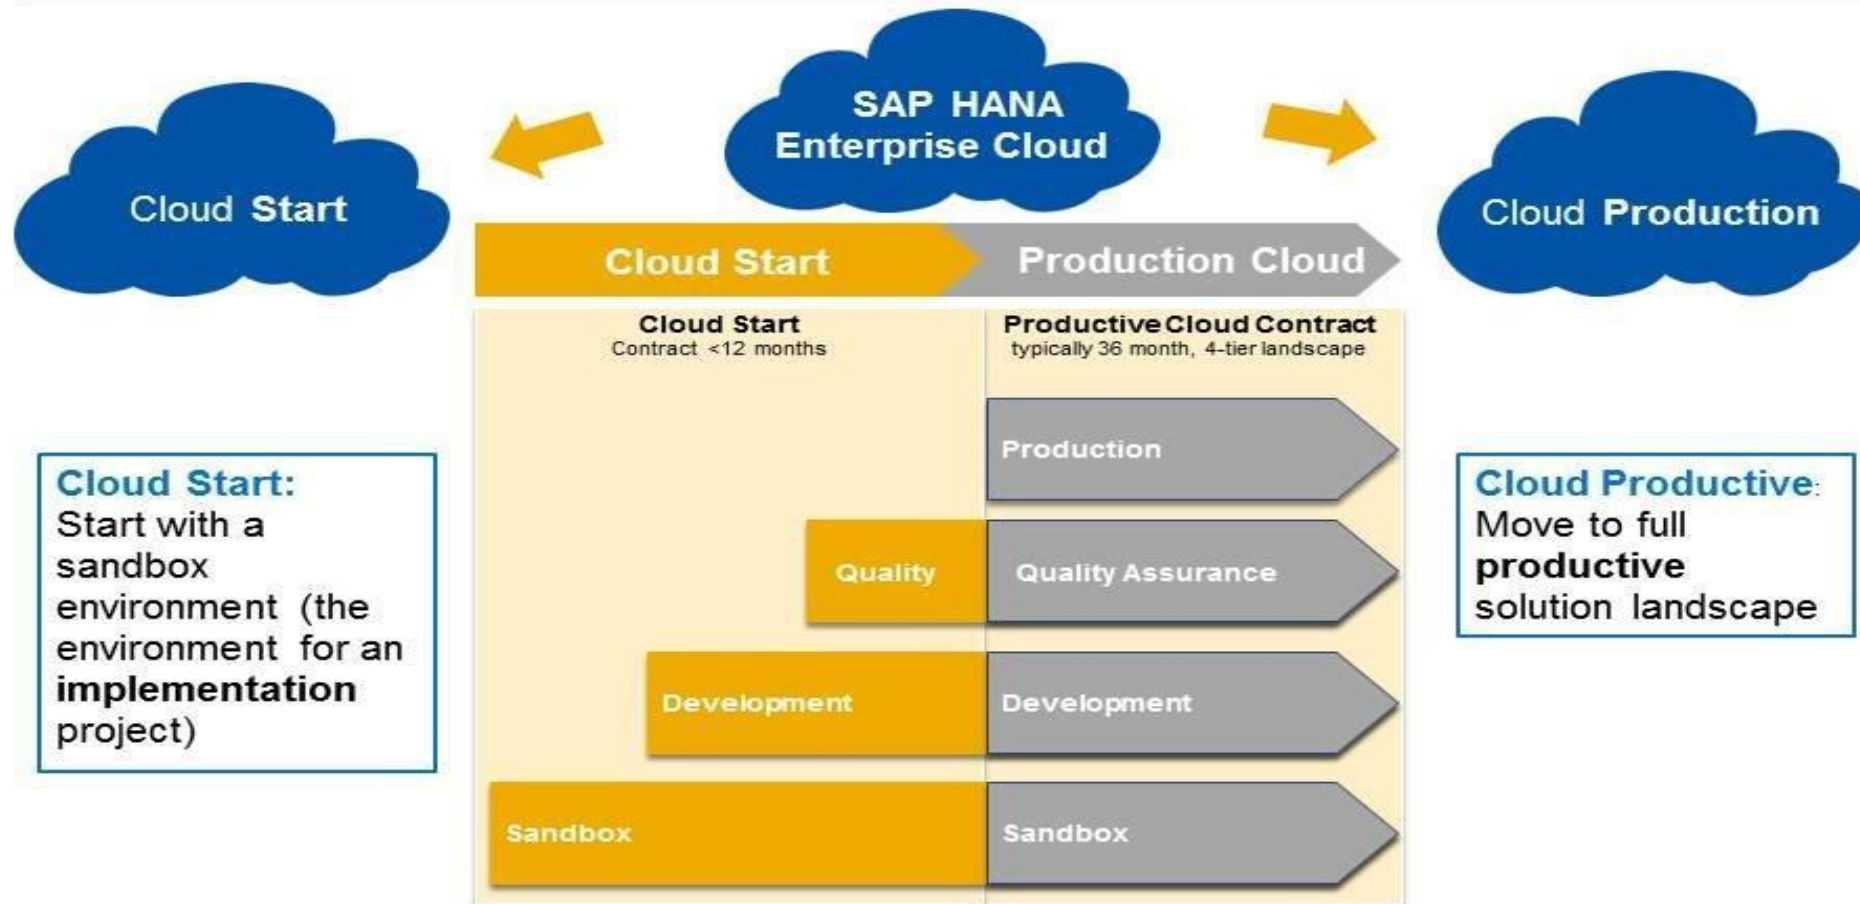 SAP HANA
Enterprise Cloud
Cloud Start
Cloud Production
Cloud Start
Production Cloud
Cloud Start
Contract <12 months
Productive Cloud Contract
typically 36 month, 4-tier landscape
Production
Quality
Quality Assurance
Development
Development
Sandbox
Sandbox
Cloud Start:
Start with a
sandbox
environment (the
environment for an
implementation
project)
Cloud Productive:
Move to full
productive
solution landscape